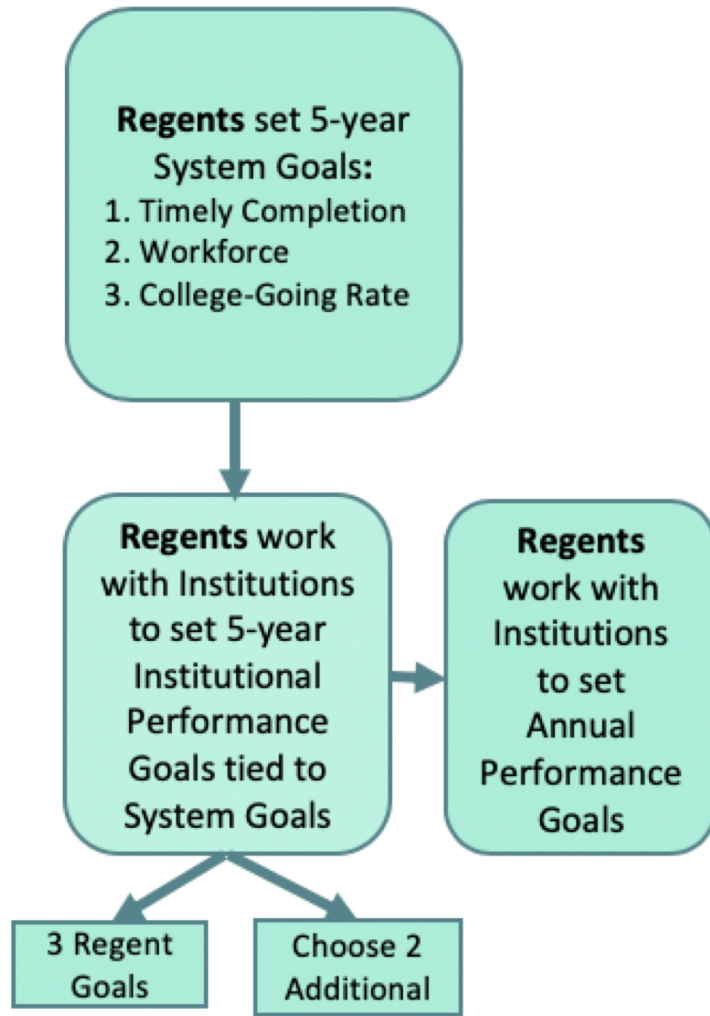 Regents set 5-year
System Goals:
1. Timely Completion
2. Workforce
3. College-Going Rate
Regents work
with Institutions
to set 5-year
Institutional
Performance
Goals tied to
System Goals
Regents
work with
Institutions
to set
Annual
Performance
Goals
3 Regent
Goals
Choose 2
Additional